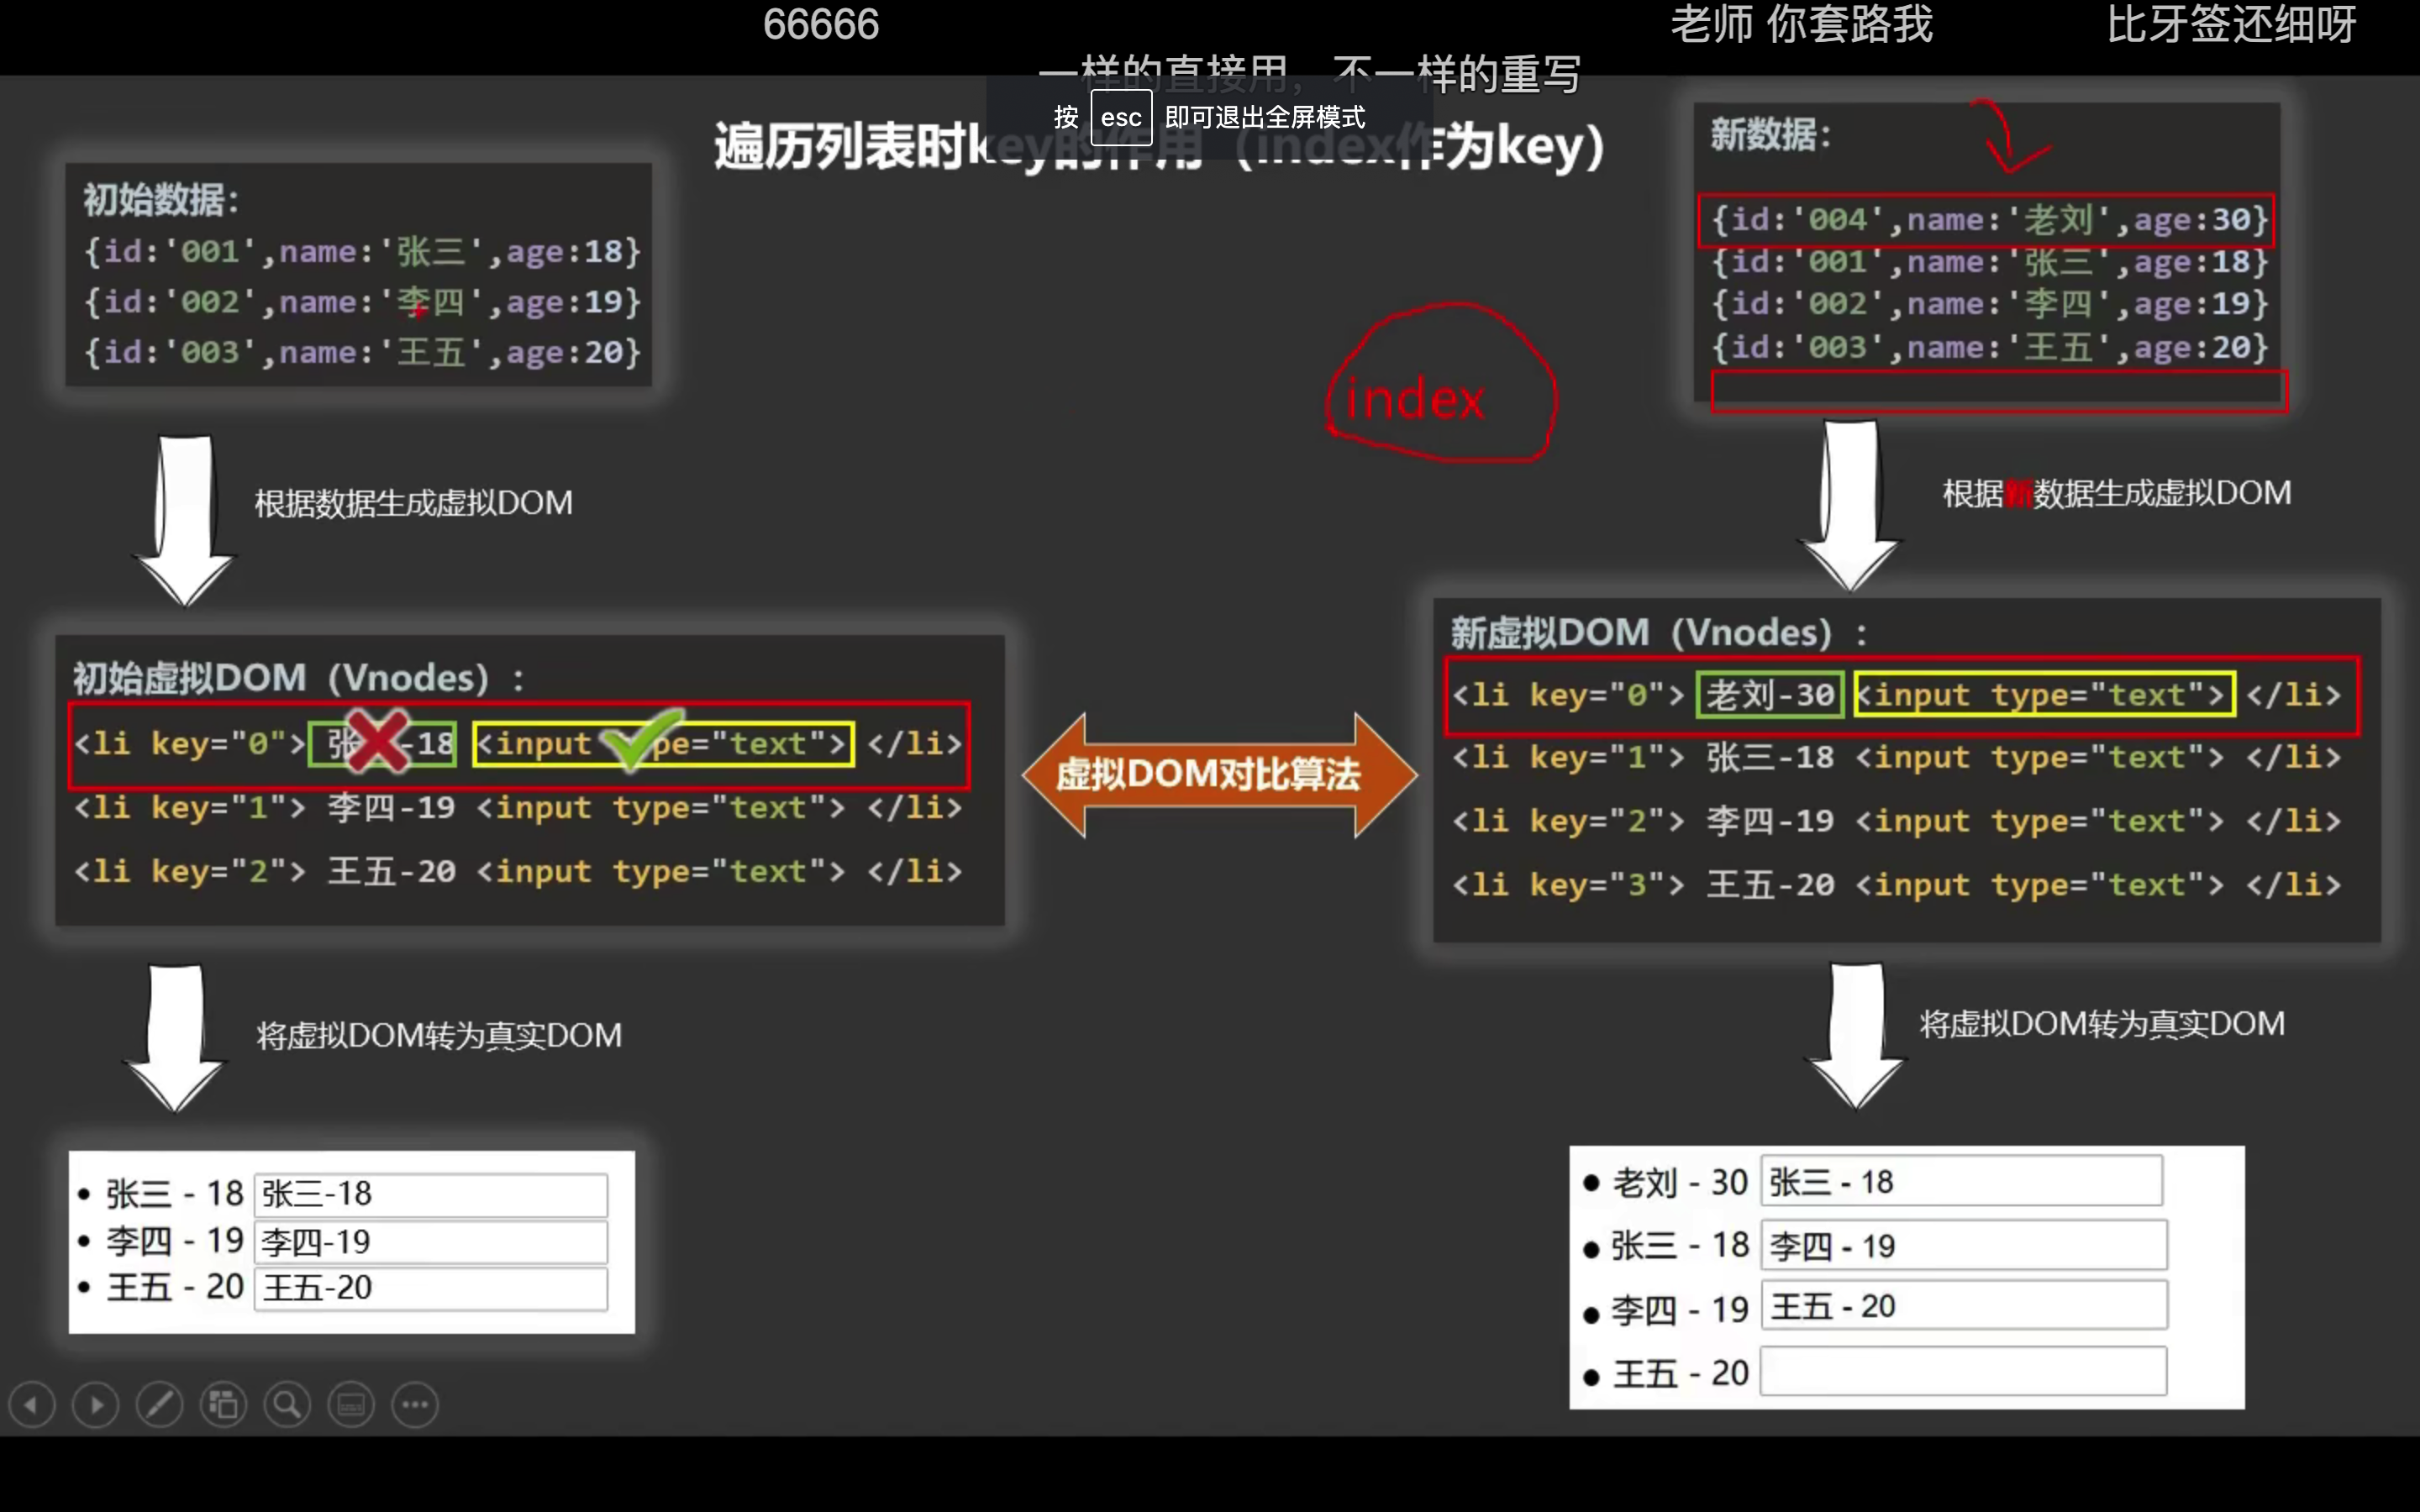 66666
老师 你套路我
比牙签还细呀
一样的直接用，不一样的重写
按 esc 即可退出全屏模式
遍历列表时key的作用（index作为key）
初始数据：
{id:'001',name:'张三',age:18}
{id:'002',name:'李四',age:19}
{id:'003',name:'王五',age:20}
新数据：
{id:'004',name:'老刘',age:30}
{id:'001',name:'张三',age:18}
{id:'002',name:'李四',age:19}
{id:'003',name:'王五',age:20}
index
根据数据生成虚拟DOM
根据新数据生成虚拟DOM
初始虚拟DOM（Vnodes）：
<li key="0"> 张三-18 <input type="text"> </li>
<li key="1"> 李四-19 <input type="text"> </li>
<li key="2"> 王五-20 <input type="text"> </li>
虚拟DOM对比算法
新虚拟DOM（Vnodes）：
<li key="0"> 老刘-30 <input type="text"> </li>
<li key="1"> 张三-18 <input type="text"> </li>
<li key="2"> 李四-19 <input type="text"> </li>
<li key="3"> 王五-20 <input type="text"> </li>
将虚拟DOM转为真实DOM
将虚拟DOM转为真实DOM
• 张三 - 18 张三-18
• 李四 - 19 李四-19
• 王五 - 20 王五-20
• 老刘 - 30 张三 - 18
• 张三 - 18 李四 - 19
• 李四 - 19 王五 - 20
• 王五 - 20